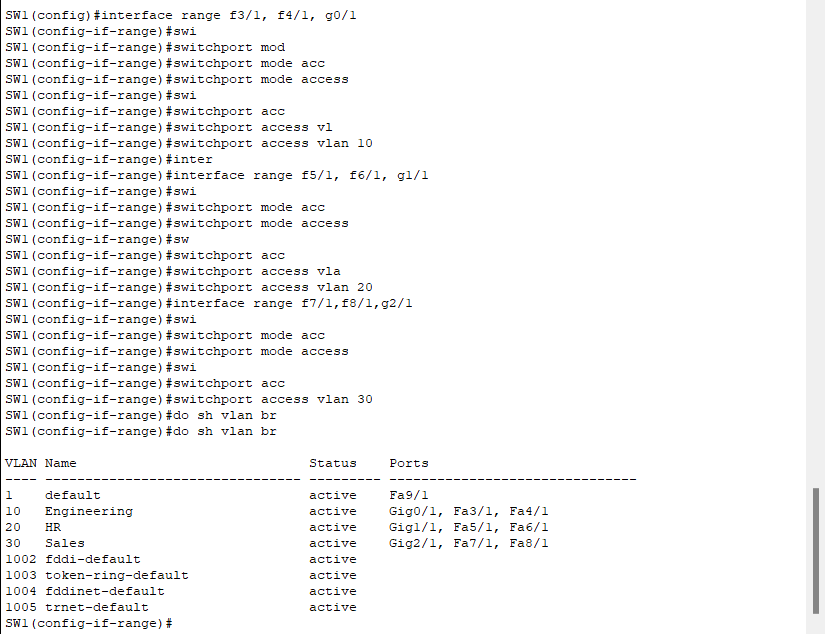 SW1(config)#interface range f3/1, f4/1, g0/1
SW1(config-if-range)#swi
SW1(config-if-range)#switchport mod
SW1(config-if-range)#switchport mode acc
SW1(config-if-range)#switchport mode access
SW1(config-if-range)#swi
SW1(config-if-range)#switchport acc
SW1(config-if-range)#switchport access vl
SW1(config-if-range)#switchport access vlan 10
SW1(config-if-range)#inter
SW1(config-if-range)#interface range f5/1, f6/1, g1/1
SW1(config-if-range)#swi
SW1(config-if-range)#switchport mode acc
SW1(config-if-range)#switchport mode access
SW1(config-if-range)#sw
SW1(config-if-range)#switchport acc
SW1(config-if-range)#switchport access vla
SW1(config-if-range)#switchport access vlan 20
SW1(config-if-range)#interface range f7/1,f8/1,g2/1
SW1(config-if-range)#swi
SW1(config-if-range)#switchport mode acc
SW1(config-if-range)#switchport mode access
SW1(config-if-range)#swi
SW1(config-if-range)#switchport acc
SW1(config-if-range)#switchport access vlan 30
SW1(config-if-range)#do sh vlan br
SW1(config-if-range)#do sh vlan br

VLAN Name                             Status    Ports
---- -------------------------------- --------- -------------------------------
1    default                          active    Fa9/1
10   Engineering                      active    Gig0/1, Fa3/1, Fa4/1
20   HR                               active    Gig1/1, Fa5/1, Fa6/1
30   Sales                            active    Gig2/1, Fa7/1, Fa8/1
1002 fddi-default                     active
1003 token-ring-default               active
1004 fddinet-default                  active
1005 trnet-default                    active
SW1(config-if-range)#